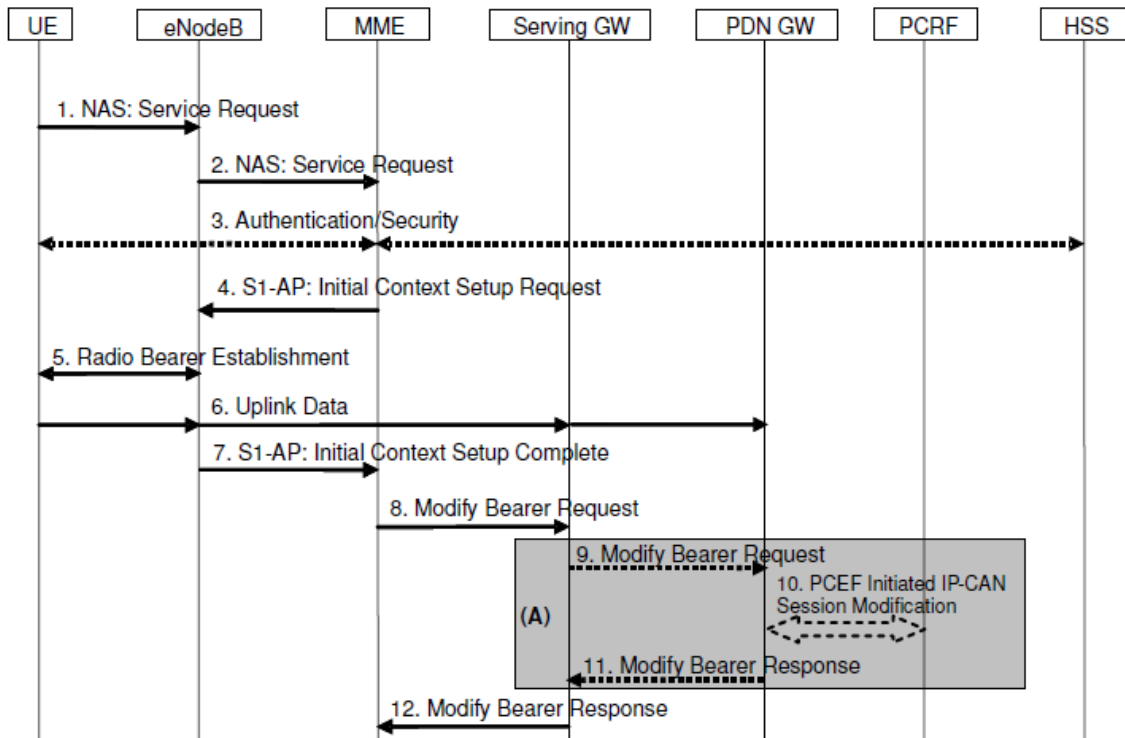 UE eNodeB MME Serving GW PDN GW PCRF HSS
1. NAS: Service Request
2. NAS: Service Request
3. Authentication/Security
4. S1-AP: Initial Context Setup Request
5. Radio Bearer Establishment
6. Uplink Data
7. S1-AP: Initial Context Setup Complete
8. Modify Bearer Request
9. Modify Bearer Request
10. PCEF Initiated IP-CAN
Session Modification
(A)
11. Modify Bearer Response
12. Modify Bearer Response